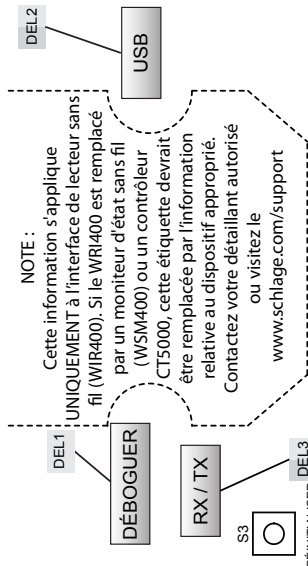 DEL2
USB
NOTE :
Cette information s'applique
UNIQUEMENT à l'interface de lecteur sans
fil (WIR400). Si le WRI400 est remplacé
par un moniteur d'état sans fil
(WSM400) ou un contrôleur
CT5000, cette étiquette devrait
être remplacée par l'information
relative au dispositif approprié.
Contactez votre détaillant autorisé
ou visitez le
www.schlage.com/support
DEL1
DÉBOGUER
RX / TX
DEL3
S3